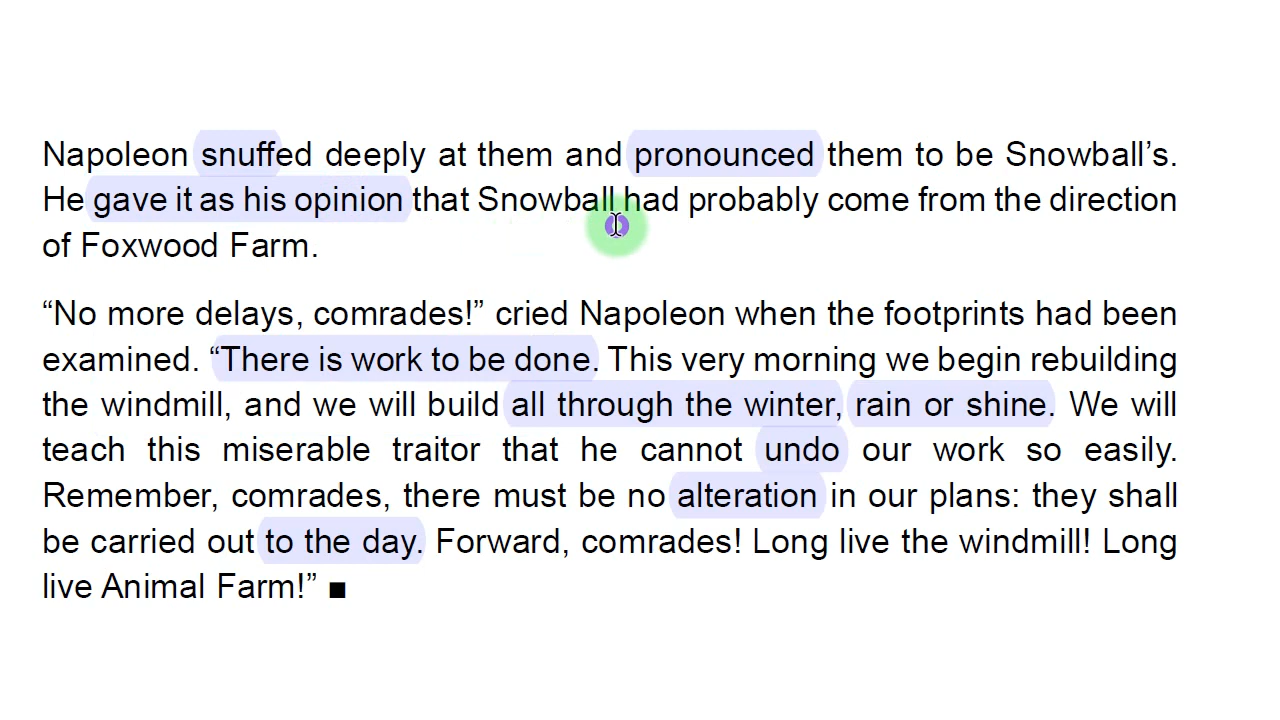 Napoleon snuffed deeply at them and pronounced them to be Snowball’s.
He gave it as his opinion that Snowball had probably come from the direction
of Foxwood Farm.
“No more delays, comrades!” cried Napoleon when the footprints had been
examined. “There is work to be done. This very morning we begin rebuilding
the windmill, and we will build all through the winter, rain or shine. We will
teach this miserable traitor that he cannot undo our work so easily.
Remember, comrades, there must be no alteration in our plans: they shall
be carried out to the day. Forward, comrades! Long live the windmill! Long
live Animal Farm!” ■